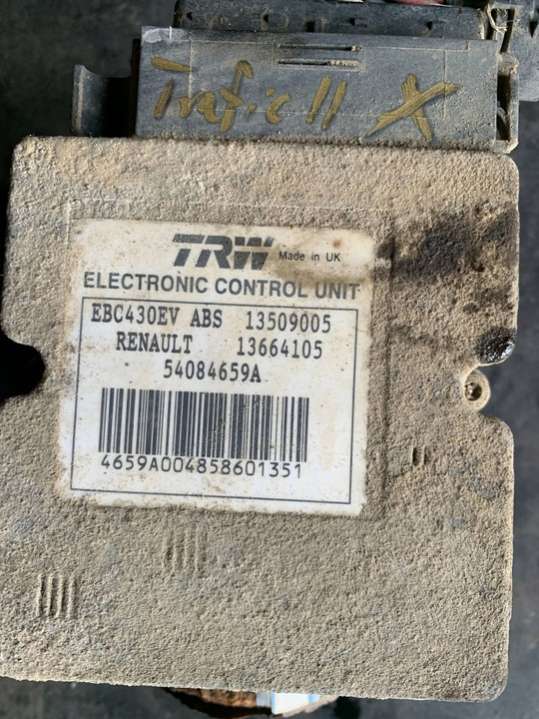 Trafic II X
TRW Made in UK
ELECTRONIC CONTROL UNIT
EBC430EV ABS 13509005
RENAULT 13664105
54084659A
4659A004858601351